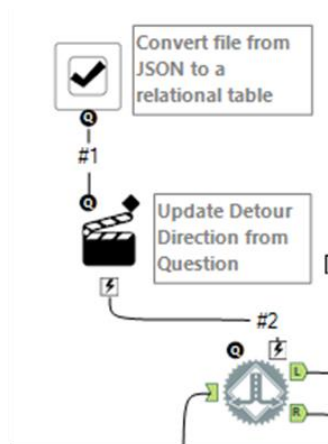 Convert file from
JSON to a
relational table
Q
#1
Q
Update Detour
Direction from
Question
#2
Q
L
R